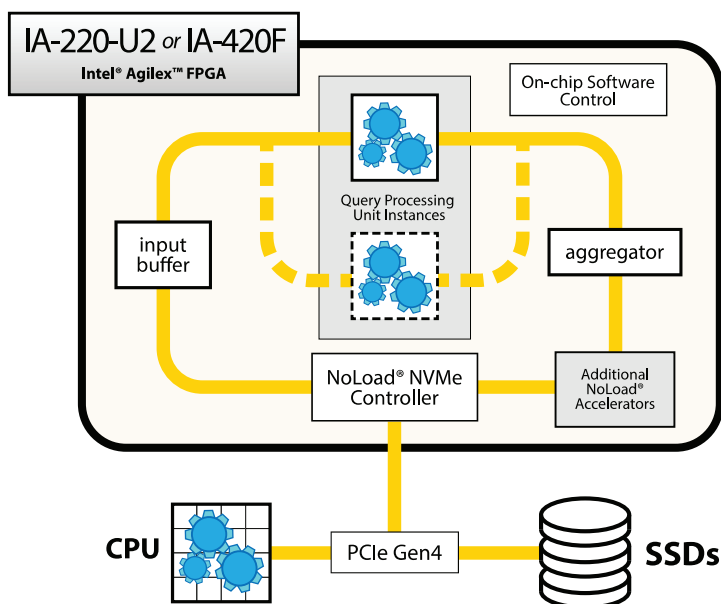 IA-220-U2 or IA-420F
Intel® Agilex™ FPGA
On-chip Software
Control
Query Processing
Unit Instances
input
buffer
aggregator
NoLoad® NVMe
Controller
Additional
NoLoad®
Accelerators
CPU
PCIe Gen4
SSDs